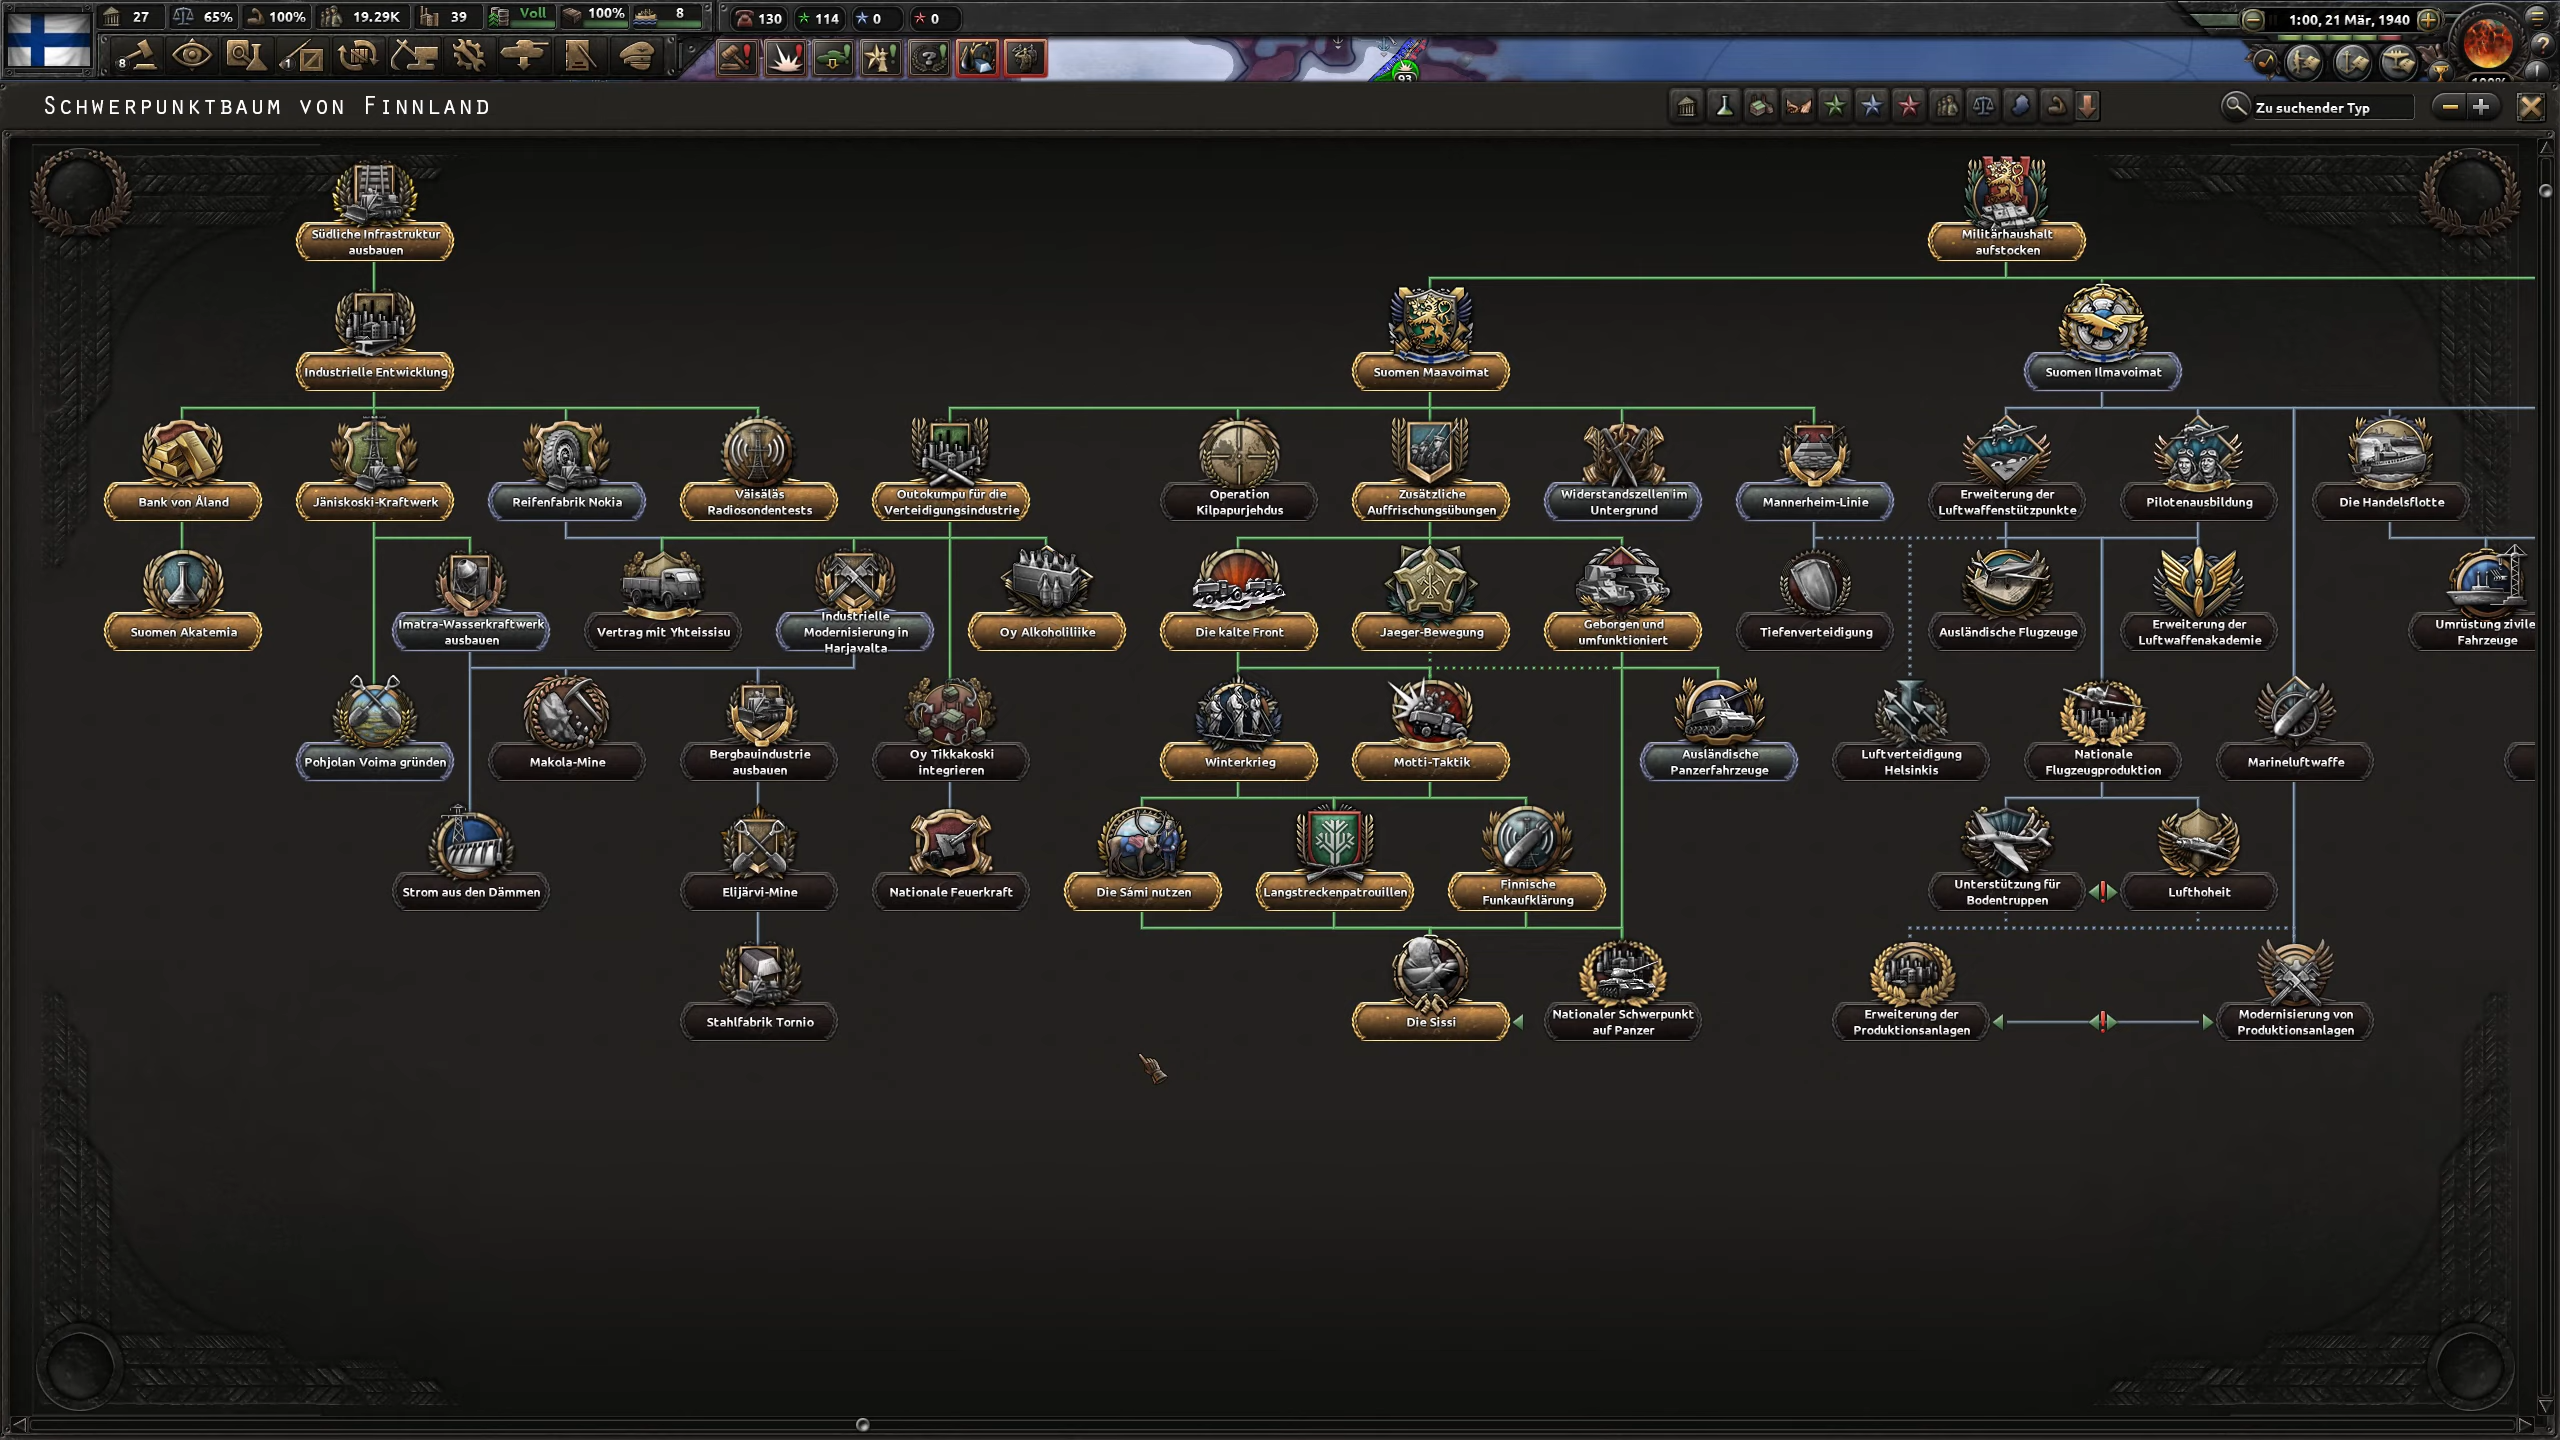 27 65% 100% 19.29K 39 Voll 100% 8 130 114 0 0 1:00, 21 Mär, 1940
8 1
93
Schwerpunktbaum von Finnland
Zu suchender Typ
Südliche Infrastruktur
ausbauen
Militärhaushalt
aufstocken
Industrielle Entwicklung
Suomen Maavoimat
Suomen Ilmavoimat
Bank von Åland
Jäniskoski-Kraftwerk
Reifenfabrik Nokia
Väisäläs
Radiosondentests
Outokumpu für die
Verteidigungsindustrie
Operation
Kilpapurjehdus
Zusätzliche
Auffrischungsübungen
Widerstandszellen im
Untergrund
Mannerheim-Linie
Erweiterung der
Luftwaffenstützpunkte
Pilotenausbildung
Die Handelsflotte
Suomen Akatemia
Imatra-Wasserkraftwerk
ausbauen
Vertrag mit Yhteissisu
Industrielle
Modernisierung in
Harjavalta
Oy Alkoholiliike
Die kalte Front
Jaeger-Bewegung
Geborgen und
umfunktioniert
Tiefenverteidigung
Ausländische Flugzeuge
Erweiterung der
Luftwaffenakademie
Umrüstung zivile
Fahrzeuge
Pohjolan Voima gründen
Makola-Mine
Bergbauindustrie
ausbauen
Oy Tikkakoski
integrieren
Winterkrieg
Motti-Taktik
Ausländische
Panzerfahrzeuge
Luftverteidigung
Helsinkis
Nationale
Flugzeugproduktion
Marineluftwaffe
Strom aus den Dämmen
Elijärvi-Mine
Nationale Feuerkraft
Die Sámi nutzen
Langstreckenpatrouillen
Finnische
Funkaufklärung
Unterstützung für
Bodentruppen
Lufthoheit
Stahlfabrik Tornio
Die Sissi
Nationaler Schwerpunkt
auf Panzer
Erweiterung der
Produktionsanlagen
Modernisierung von
Produktionsanlagen